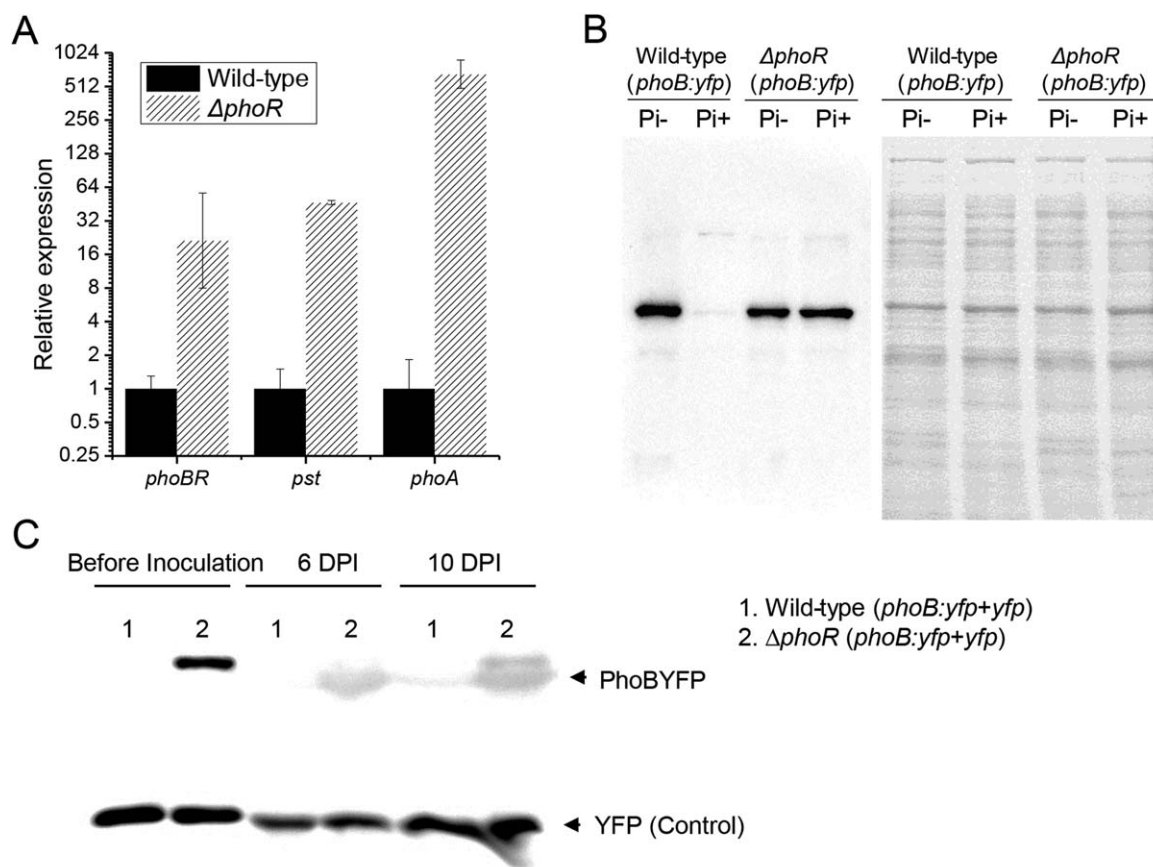 A
1024
512
256
128
64
32
16
8
4
2
1
0.5
0.25
Relative expression
Wild-type
ΔphoR
phoBR pst phoA
B
Wild-type ΔphoR Wild-type ΔphoR
(phoB:yfp) (phoB:yfp) (phoB:yfp) (phoB:yfp)
Pi- Pi+ Pi- Pi+ Pi- Pi+ Pi- Pi+
C
Before Inoculation 6 DPI 10 DPI
1 2 1 2 1 2
PhoBYFP
YFP (Control)
1. Wild-type (phoB:yfp+yfp)
2. ΔphoR (phoB:yfp+yfp)